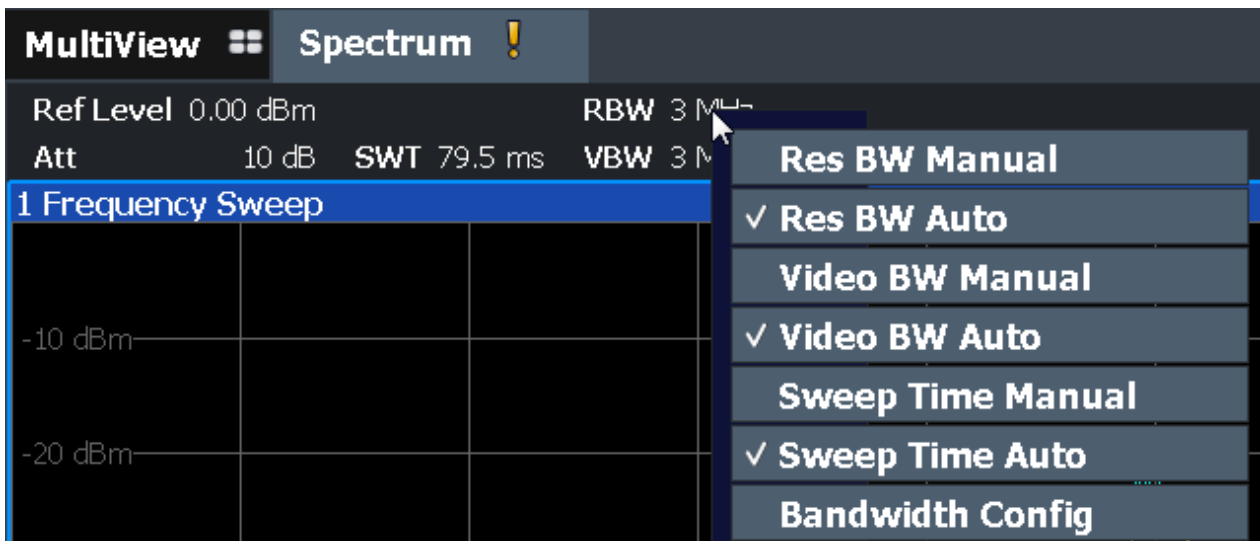 MultiView Spectrum !
Ref Level 0.00 dBm RBW 3 MHz
Att 10 dB SWT 79.5 ms VBW 3 M
1 Frequency Sweep
-10 dBm
-20 dBm
Res BW Manual
✓ Res BW Auto
Video BW Manual
✓ Video BW Auto
Sweep Time Manual
✓ Sweep Time Auto
Bandwidth Config